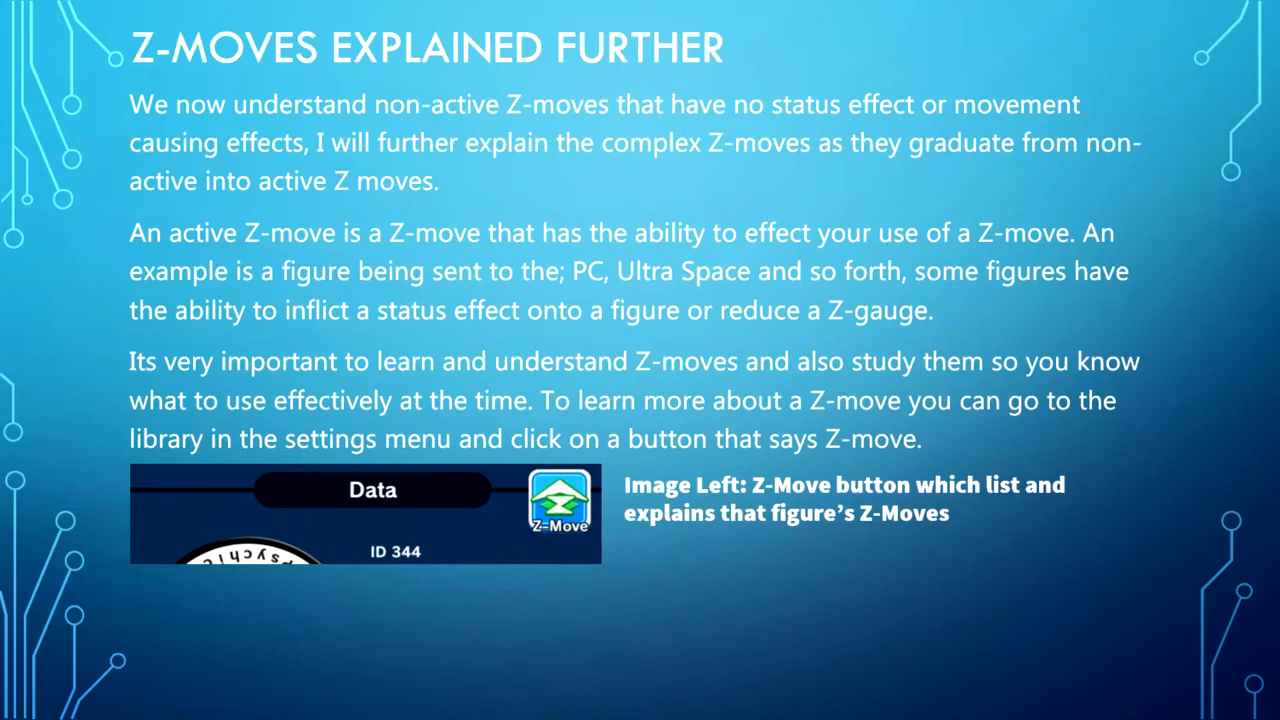 Z-MOVES EXPLAINED FURTHER
We now understand non-active Z-moves that have no status effect or movement
causing effects, I will further explain the complex Z-moves as they graduate from non-
active into active Z moves.
An active Z-move is a Z-move that has the ability to effect your use of a Z-move. An
example is a figure being sent to the; PC, Ultra Space and so forth, some figures have
the ability to inflict a status effect onto a figure or reduce a Z-gauge.
Its very important to learn and understand Z-moves and also study them so you know
what to use effectively at the time. To learn more about a Z-move you can go to the
library in the settings menu and click on a button that says Z-move.
Data
Z-Move
ID 344
psychic
Image Left: Z-Move button which list and
explains that figure's Z-Moves